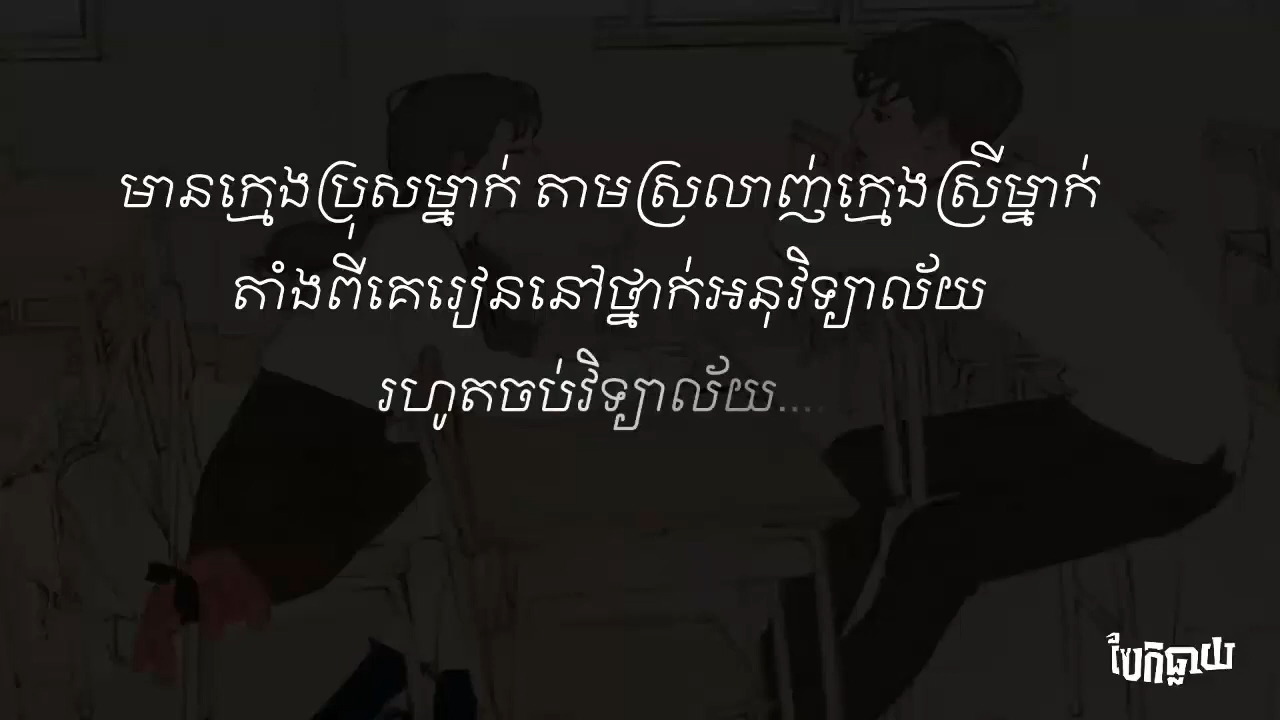 មានក្មេងប្រុសម្នាក់ តាមស្រលាញ់ក្មេងស្រីម្នាក់
តាំងពីគេរៀននៅថ្នាក់អនុវិទ្យាល័យ
រហូតចប់វិទ្យាល័យ....
បែកធ្លាយ